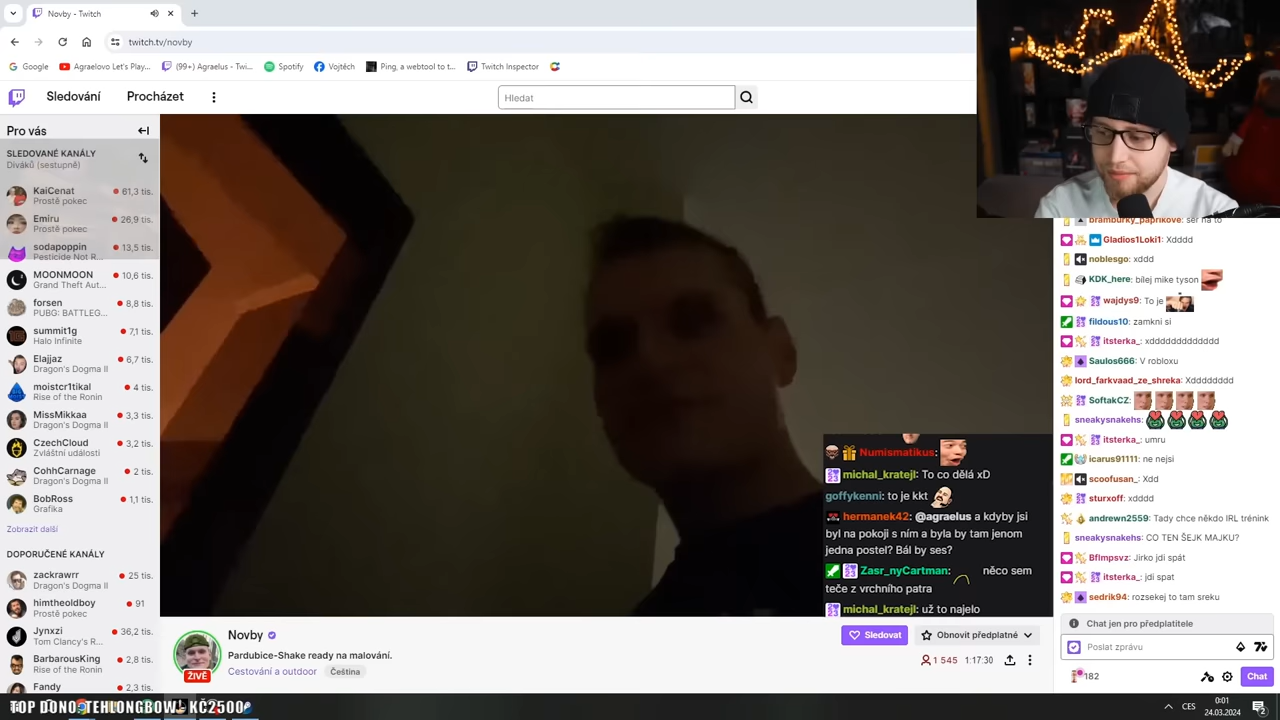 Novby - Twitch
twitch.tv/novby
Google
Agraelovo Let's Play...
(99+) Agraelus - Twi...
Spotify
Vojtěch
Ping, a webtool to t...
Twitch Inspector
Sledování
Procházet
Hledat
Pro vás
SLEDOVANÉ KANÁLY
Diváků (sestupně)
KaiCenat 61,3 tis.
Prostě pokec
Emiru 26,9 tis.
Prostě pokec
sodapoppin 13,5 tis.
Pesticide Not R...
MOONMOON 10,6 tis.
Grand Theft Aut...
forsen 8,8 tis.
PUBG: BATTLEG...
summit1g 7,1 tis.
Halo Infinite
Elajjaz 6,7 tis.
Dragon's Dogma II
moistcr1tikal 4 tis.
Rise of the Ronin
MissMikkaa 3,3 tis.
Dragon's Dogma II
CzechCloud 3,2 tis.
Zvláštní události
CohhCarnage 2 tis.
Dragon's Dogma II
BobRoss 1,1 tis.
Grafika
Zobrazit další
DOPORUČENÉ KANÁLY
zackrawrr 25 tis.
Dragon's Dogma II
himtheoldboy 91
Prostě pokec
Jynxzi 36,2 tis.
Tom Clancy's R...
BarbarousKing 2,8 tis.
Rise of the Ronin
Fandy 2,3 tis.
Numismatikus:
michal_kratejl: To co dělá xD
goffykenni: to je kkt
hermanek42: @agraelus a kdyby jsi
byl na pokoji s ním a byla by tam jenom
jedna postel? Bál by ses?
Zasr_nyCartman: něco sem
teče z vrchního patra
michal_kratejl: už to najelo
Novby
Pardubice-Shake ready na malování.
Cestování a outdoor Čeština
ŽIVĚ
Sledovat
Obnovit předplatné
1 545 1:17:30
bramburky_paprikove: ser na to
Gladios1Loki1: Xdddd
noblesgo: xddd
KDK_here: bílej mike tyson
wajdys9: To je
fildous10: zamkni si
itsterka_: xdddddddddddddd
Saulos666: V robloxu
lord_farkvaad_ze_shreka: Xdddddddd
SoftakCZ:
sneakysnakehs:
itsterka_: umru
icarus91111: ne nejsi
scoofusan_: Xdd
sturxoff: xdddd
andrewn2559: Tady chce někdo IRL trénink
sneakysnakehs: CO TEN ŠEJK MAJKU?
Bflmpsvz: Jirko jdi spát
itsterka_: jdi spat
sedrik94: rozsekej to tam sreku
Chat jen pro předplatitele
Poslat zprávu
182
Chat
TOP DONO: TEHLONGBOW - KČ2500
CES
0:01
24.03.2024
2